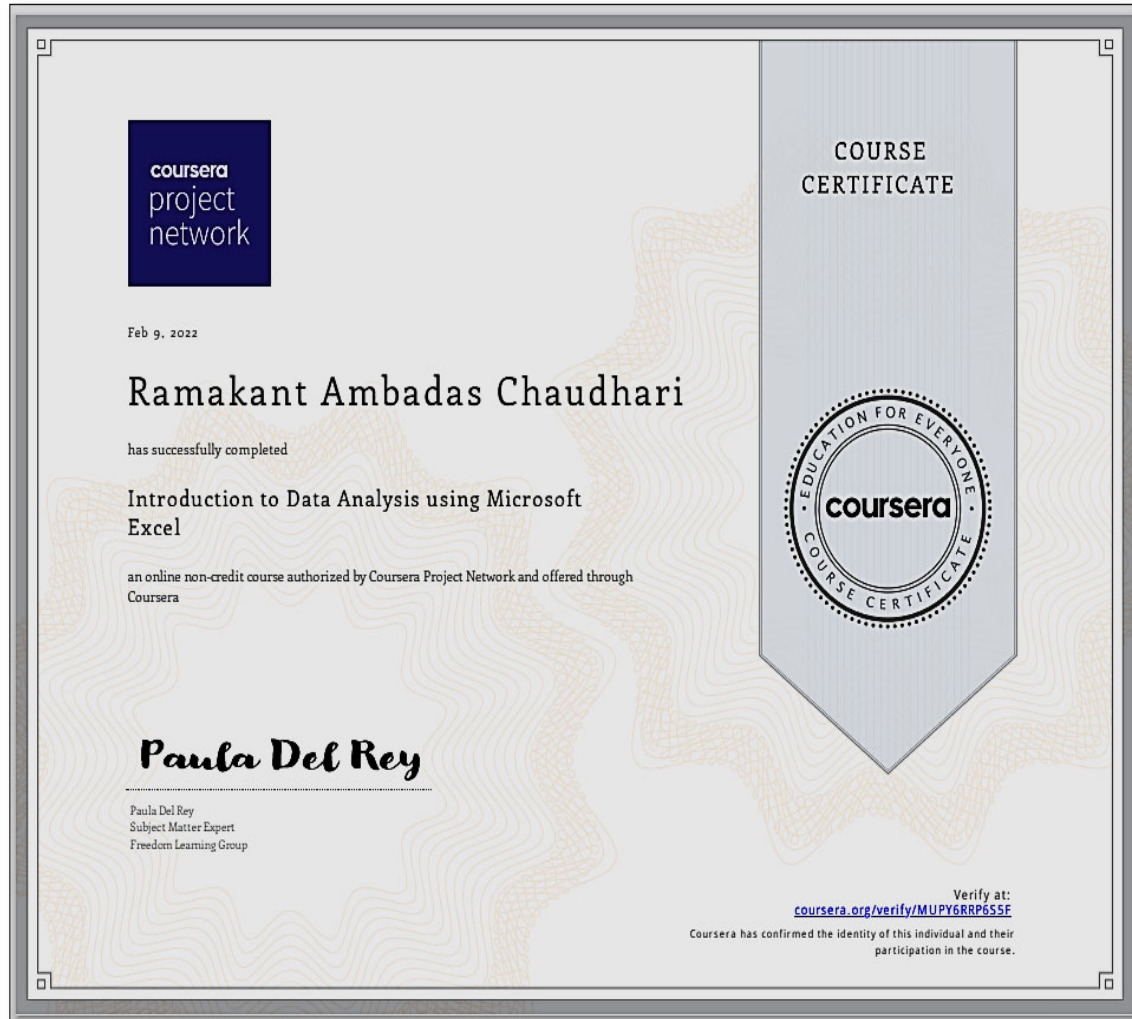 coursera
project
network
COURSE
CERTIFICATE
Feb 9, 2022
Ramakant Ambadas Chaudhari
has successfully completed
Introduction to Data Analysis using Microsoft
Excel
an online non-credit course authorized by Coursera Project Network and offered through
Coursera
EDUCATION FOR EVERYONE
coursera
COURSE CERTIFICATE
Paula Del Rey
Paula Del Rey
Subject Matter Expert
Freedom Learning Group
Verify at:
coursera.org/verify/MUPY6RRP6S5F
Coursera has confirmed the identity of this individual and their
participation in the course.